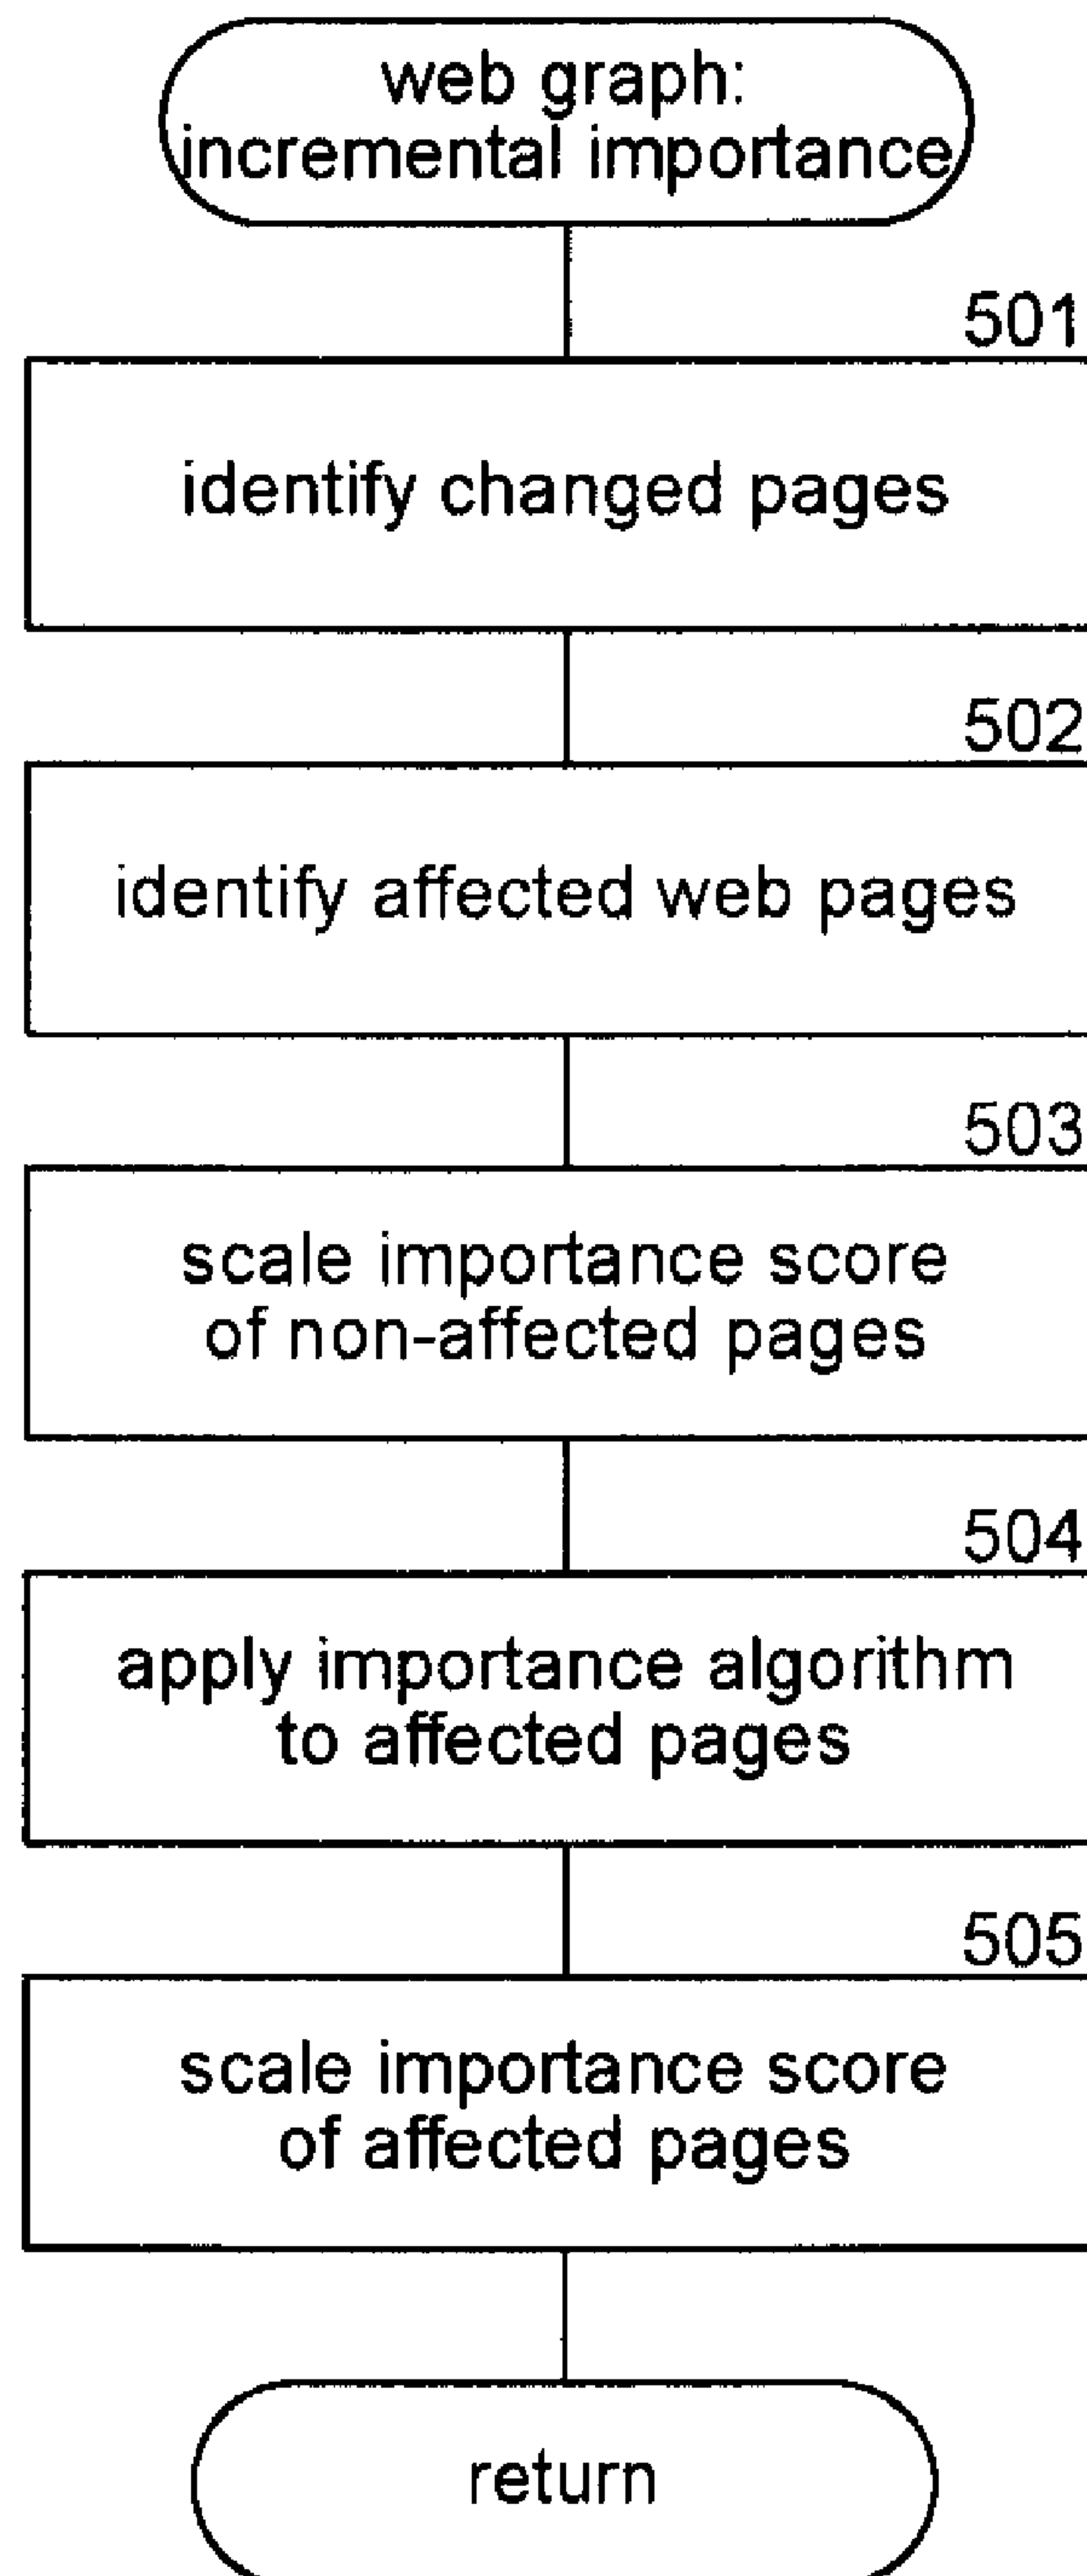 web graph:
incremental importance
501
identify changed pages
502
identify affected web pages
503
scale importance score
of non-affected pages
504
apply importance algorithm
to affected pages
505
scale importance score
of affected pages
return